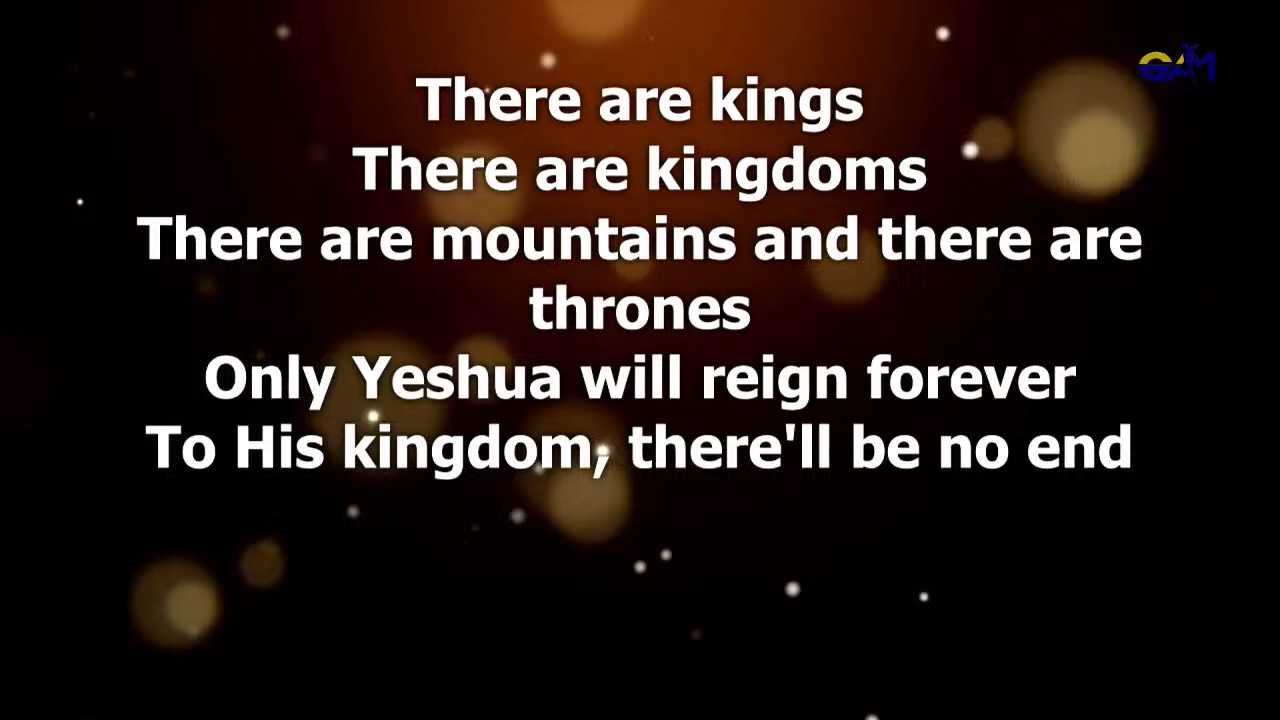 GAM
There are kings
There are kingdoms
There are mountains and there are
thrones
Only Yeshua will reign forever
To His kingdom, there'll be no end